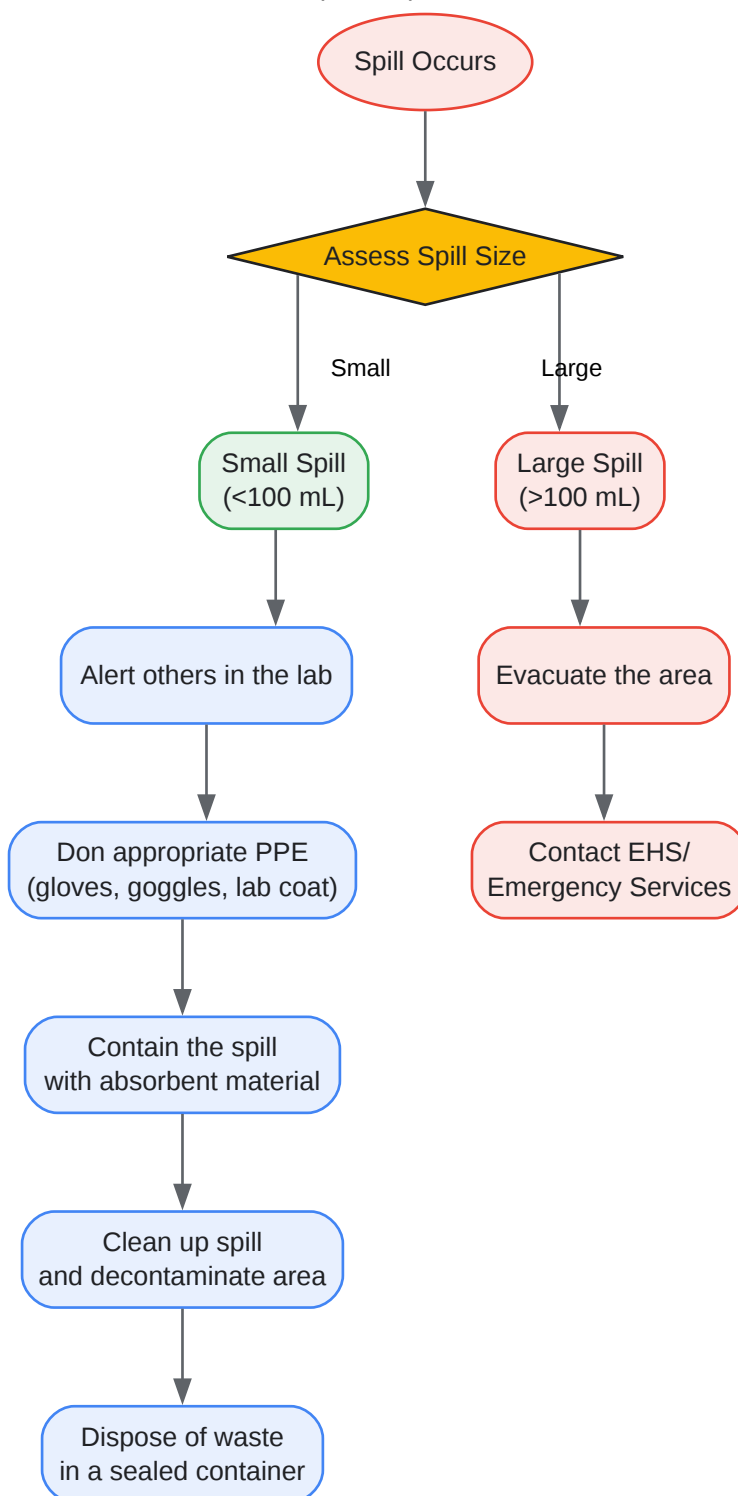 Spill Occurs
Assess Spill Size
Small
Large
Small Spill
(<100 mL)
Large Spill
(>100 mL)
Alert others in the lab
Evacuate the area
Don appropriate PPE
(gloves, goggles, lab coat)
Contact EHS/
Emergency Services
Contain the spill
with absorbent material
Clean up spill
and decontaminate area
Dispose of waste
in a sealed container